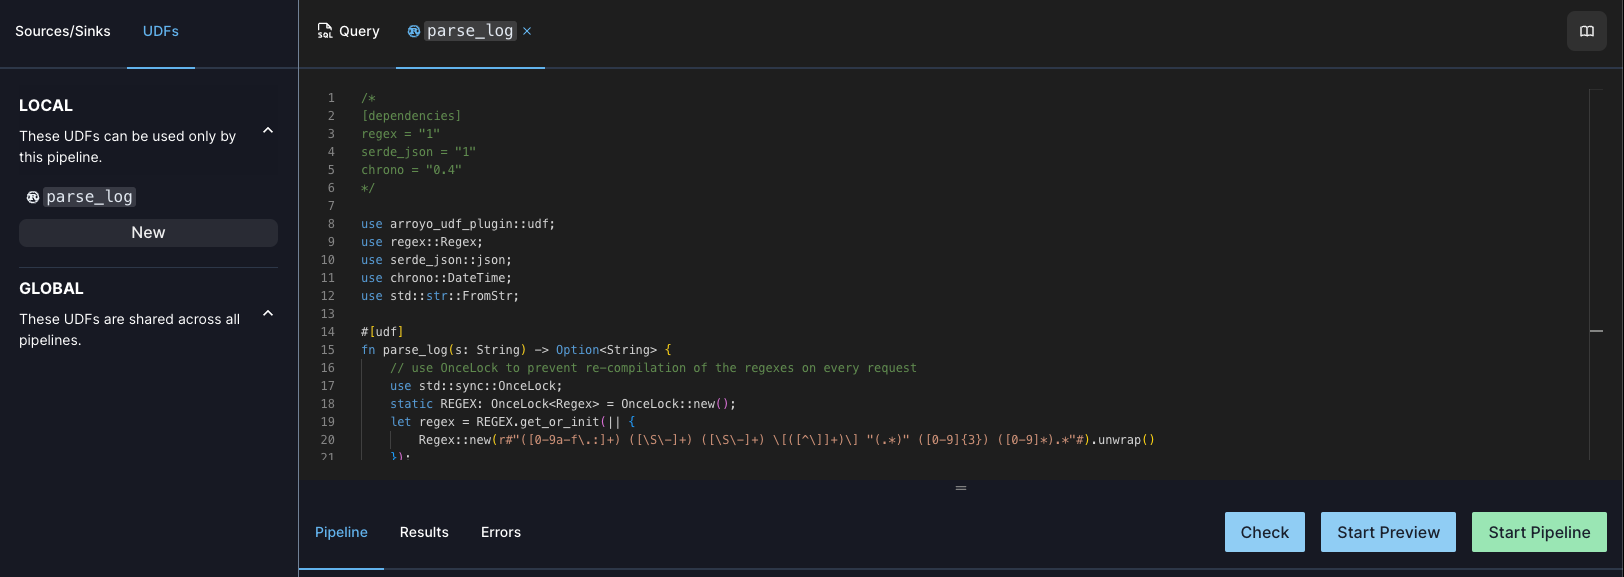 Sources/Sinks
UDFs
LOCAL
These UDFs can be used only by
this pipeline.
parse_log
New
GLOBAL
These UDFs are shared across all
pipelines.
SQL Query
parse_log ×
1 /*
2 [dependencies]
3 regex = "1"
4 serde_json = "1"
5 chrono = "0.4"
6 */
7
8 use arroyo_udf_plugin::udf;
9 use regex::Regex;
10 use serde_json::json;
11 use chrono::DateTime;
12 use std::str::FromStr;
13
14 #[udf]
15 fn parse_log(s: String) -> Option<String> {
16     // use OnceLock to prevent re-compilation of the regexes on every request
17     use std::sync::OnceLock;
18     static REGEX: OnceLock<Regex> = OnceLock::new();
19     let regex = REGEX.get_or_init(|| {
20         Regex::new(r#"([0-9a-f\.:]+) ([\S\-]+) ([\S\-]+) \[([^\]]+)\] "(.*)" ([0-9]{3}) ([0-9]*).*"#).unwrap()
21     });
Pipeline
Results
Errors
Check
Start Preview
Start Pipeline